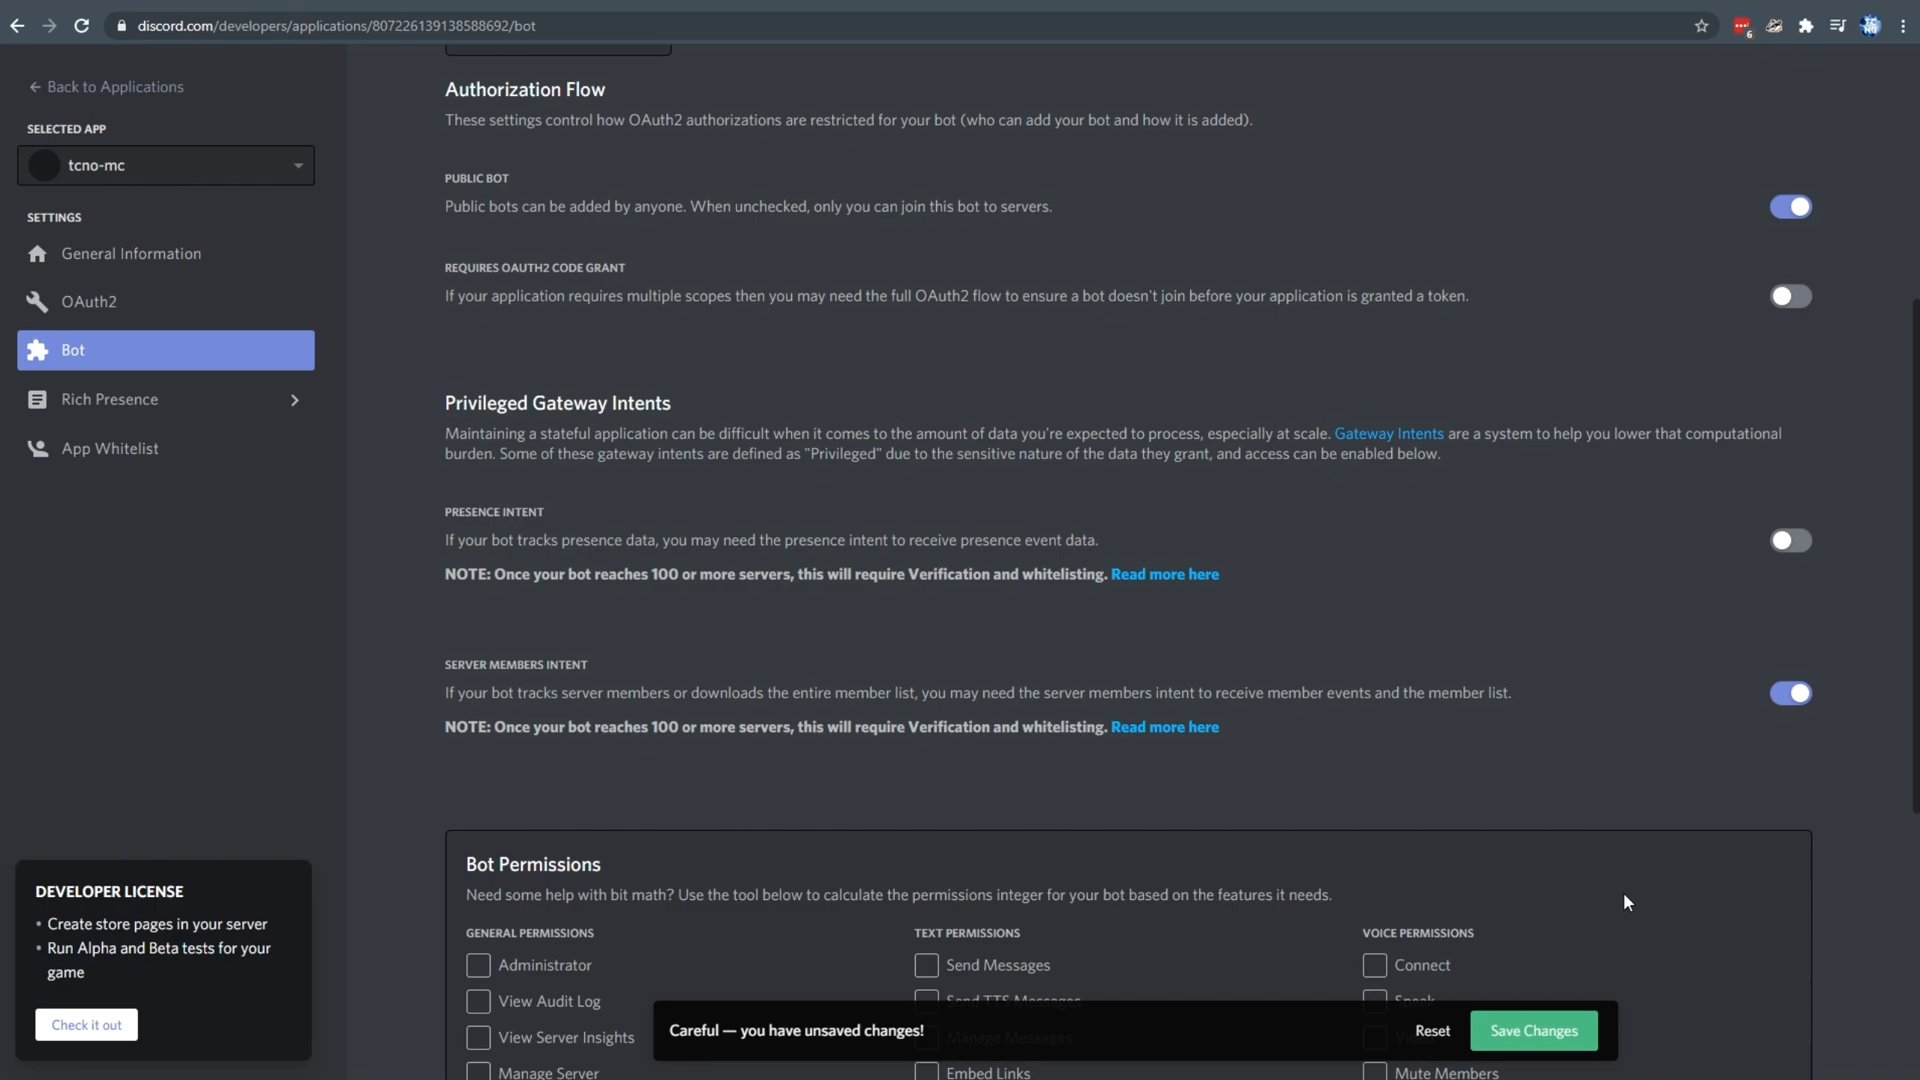 discord.com/developers/applications/807226139138588692/bot
6
Back to Applications
SELECTED APP
tcno-mc
SETTINGS
General Information
OAuth2
Bot
Rich Presence
App Whitelist
DEVELOPER LICENSE
• Create store pages in your server
• Run Alpha and Beta tests for your
game
Check it out
Authorization Flow
These settings control how OAuth2 authorizations are restricted for your bot (who can add your bot and how it is added).
PUBLIC BOT
Public bots can be added by anyone. When unchecked, only you can join this bot to servers.
REQUIRES OAUTH2 CODE GRANT
If your application requires multiple scopes then you may need the full OAuth2 flow to ensure a bot doesn't join before your application is granted a token.
Privileged Gateway Intents
Maintaining a stateful application can be difficult when it comes to the amount of data you're expected to process, especially at scale. Gateway Intents are a system to help you lower that computational
burden. Some of these gateway intents are defined as "Privileged" due to the sensitive nature of the data they grant, and access can be enabled below.
PRESENCE INTENT
If your bot tracks presence data, you may need the presence intent to receive presence event data.
NOTE: Once your bot reaches 100 or more servers, this will require Verification and whitelisting. Read more here
SERVER MEMBERS INTENT
If your bot tracks server members or downloads the entire member list, you may need the server members intent to receive member events and the member list.
NOTE: Once your bot reaches 100 or more servers, this will require Verification and whitelisting. Read more here
Bot Permissions
Need some help with bit math? Use the tool below to calculate the permissions integer for your bot based on the features it needs.
GENERAL PERMISSIONS
Administrator
View Audit Log
View Server Insights
Manage Server
TEXT PERMISSIONS
Send Messages
Send TTS Messages
Manage Messages
Embed Links
VOICE PERMISSIONS
Connect
Speak
Video
Mute Members
Careful — you have unsaved changes!
Reset
Save Changes